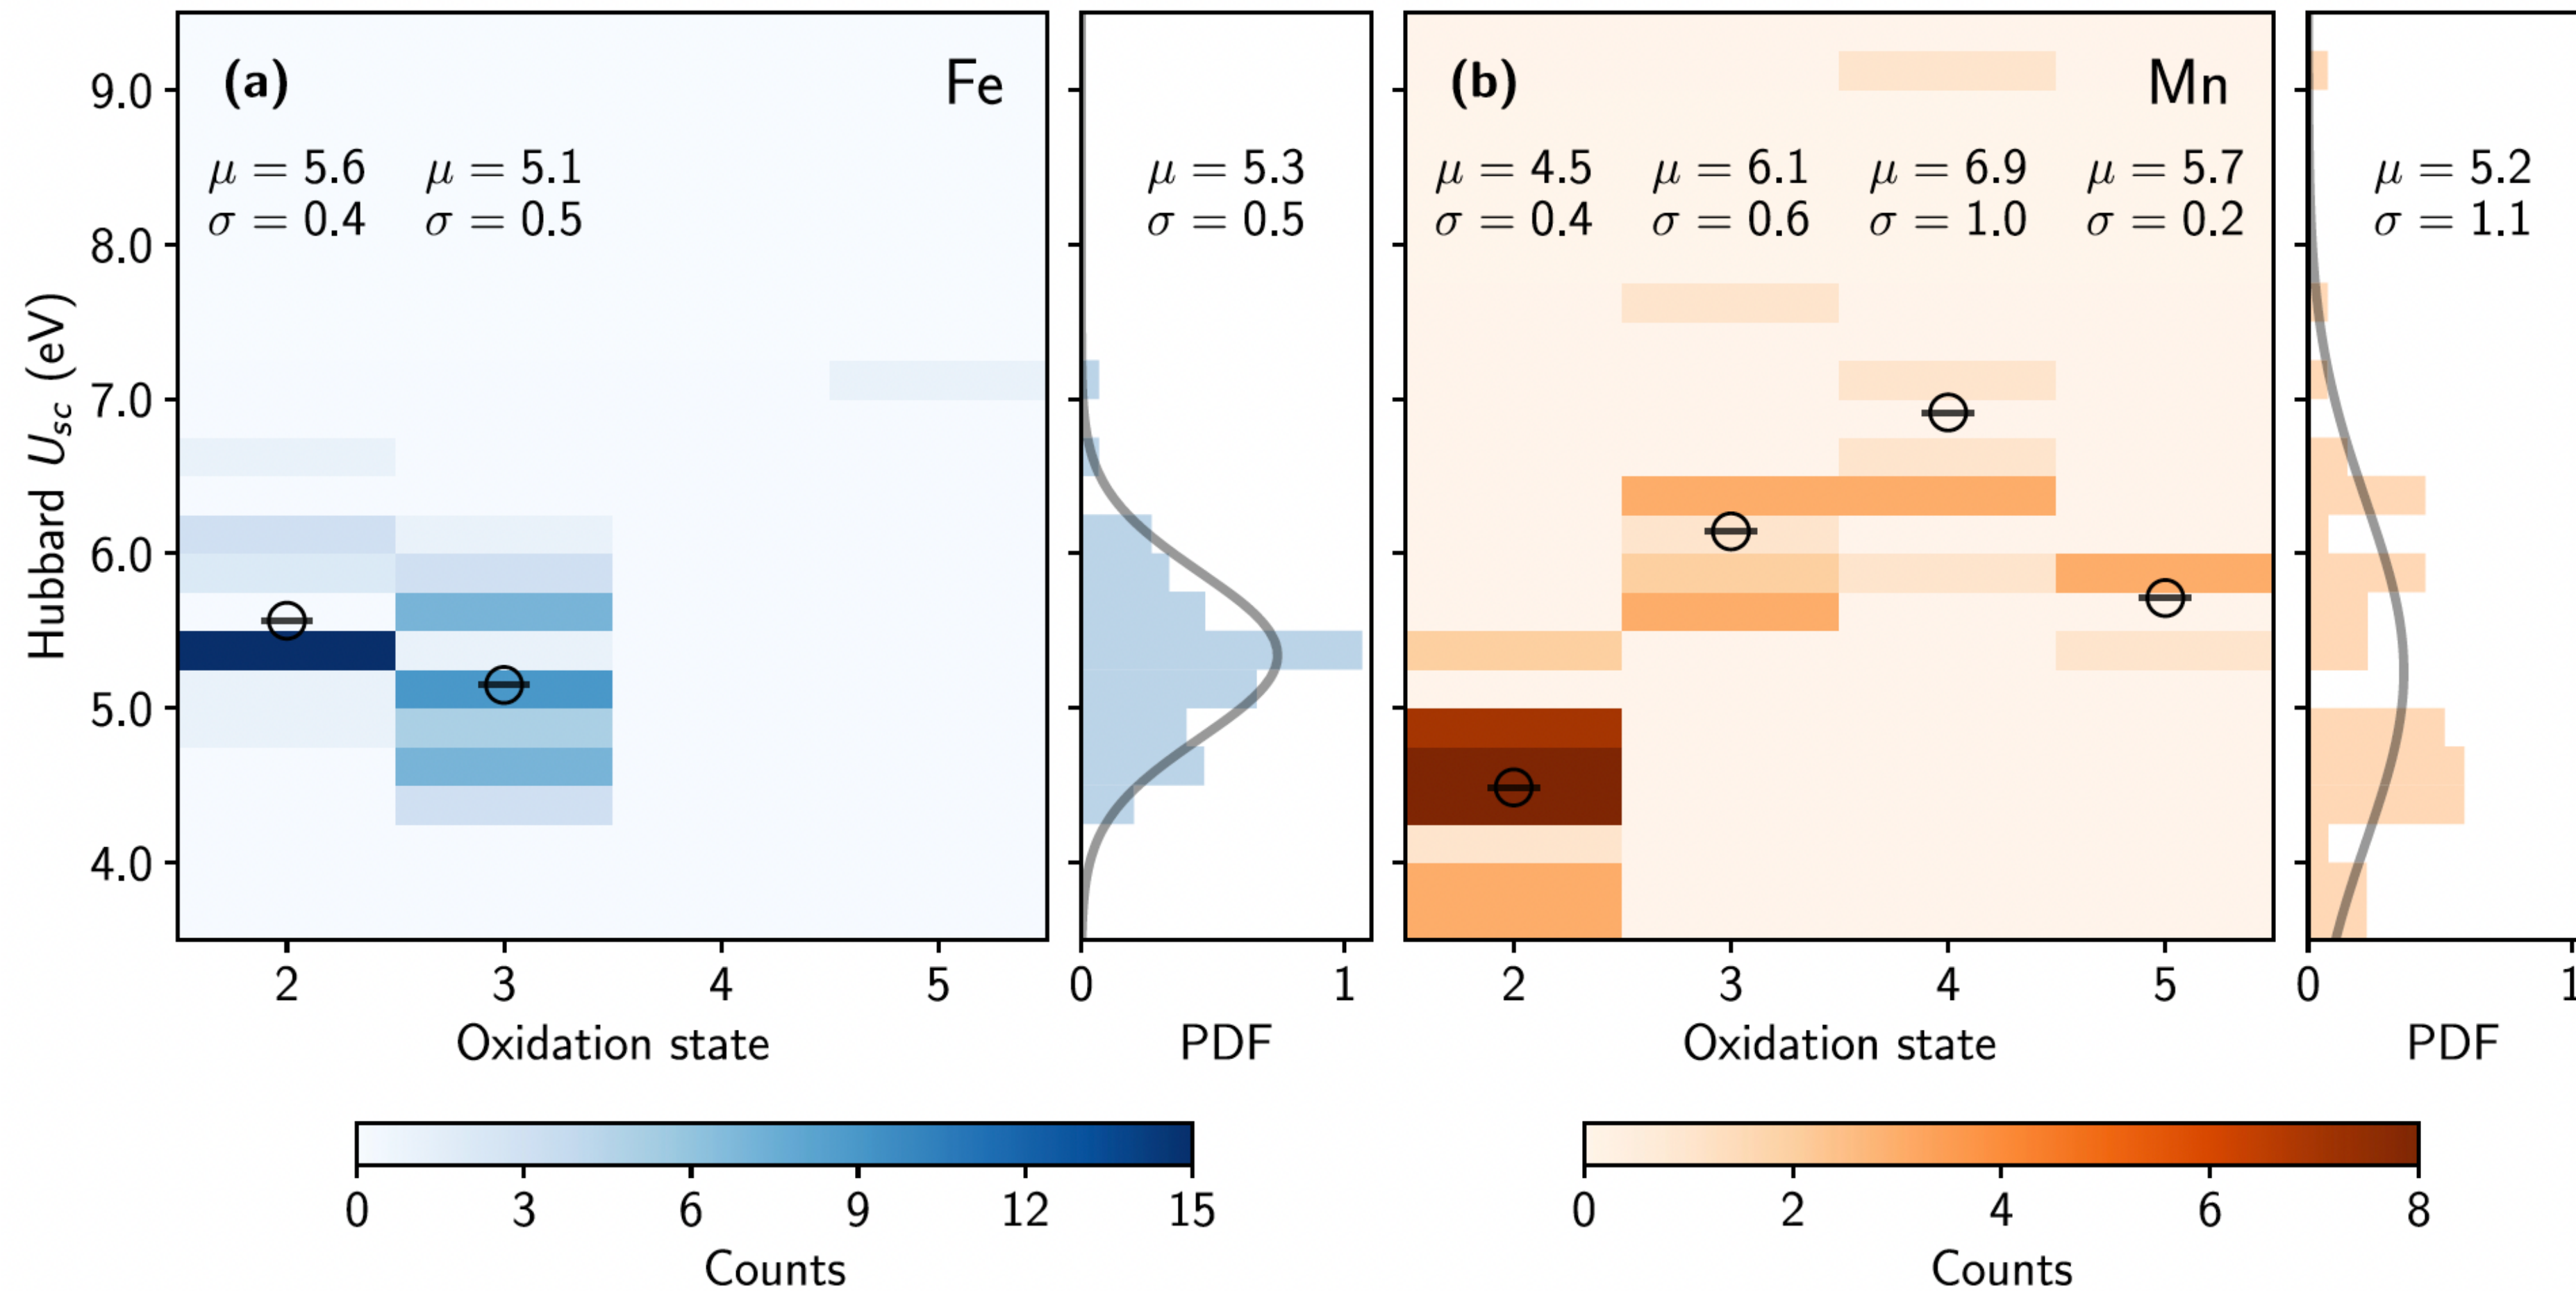 (a)
Fe
μ = 5.6
σ = 0.4
μ = 5.1
σ = 0.5
Hubbard U_sc (eV)
9.0
8.0
7.0
6.0
5.0
4.0
2 3 4 5
Oxidation state
μ = 5.3
σ = 0.5
0 1
PDF
0 3 6 9 12 15
Counts
(b)
Mn
μ = 4.5
σ = 0.4
μ = 6.1
σ = 0.6
μ = 6.9
σ = 1.0
μ = 5.7
σ = 0.2
2 3 4 5
Oxidation state
μ = 5.2
σ = 1.1
0 1
PDF
0 2 4 6 8
Counts